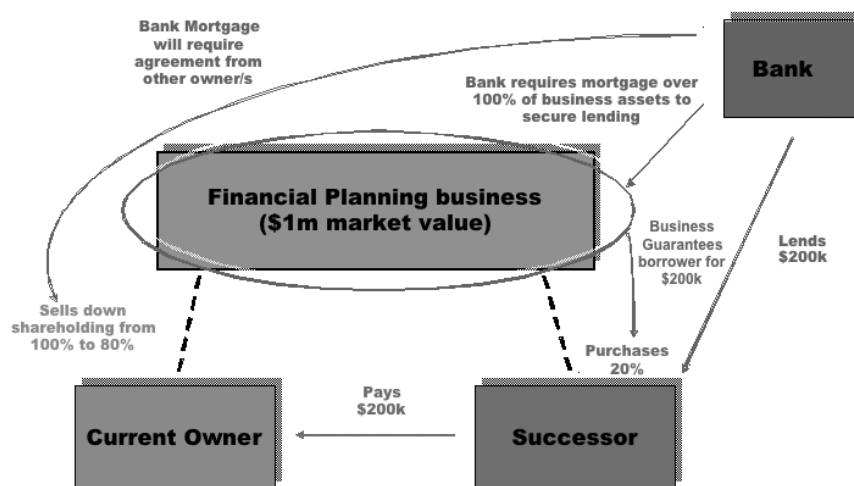 Bank Mortgage
will require
agreement from
other owner/s
Bank
Bank requires mortgage over
100% of business assets to
secure lending
Financial Planning business
($1m market value)
Business
Guarantees
borrower for
$200k
Lends
$200k
Sells down
shareholding from
100% to 80%
Purchases
20%
Pays
$200k
Current Owner
Successor